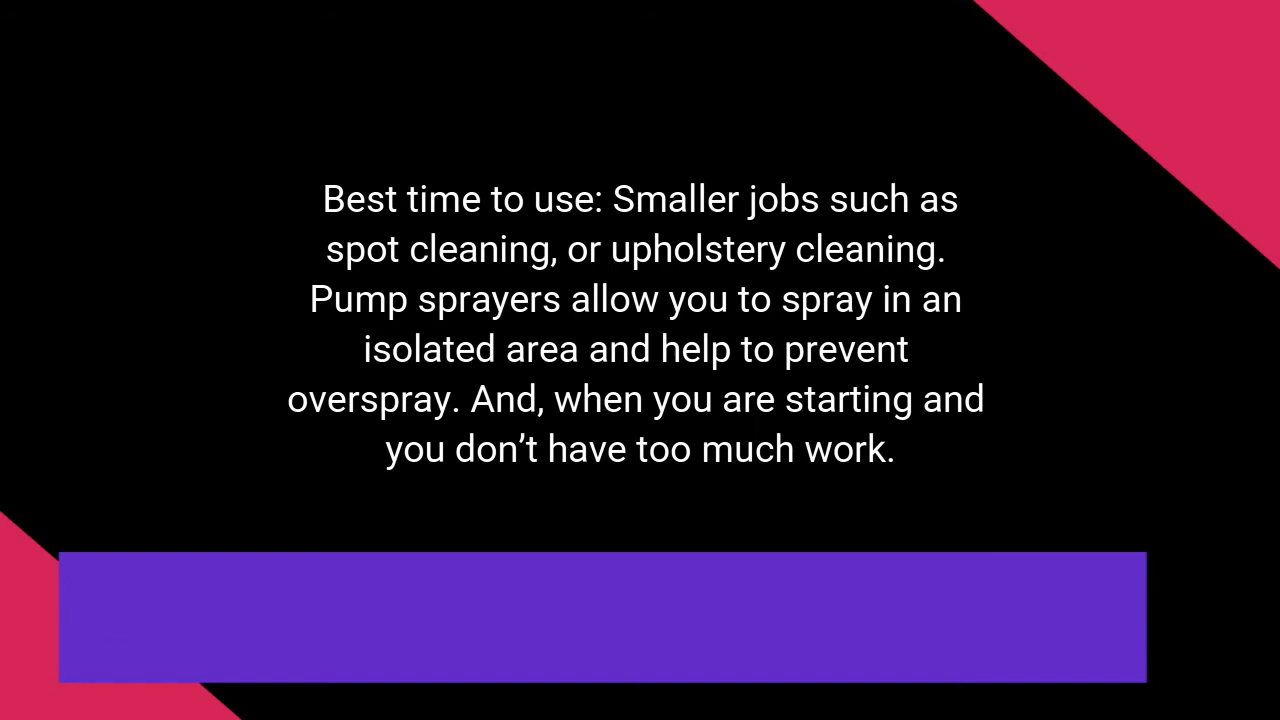 Best time to use: Smaller jobs such as
spot cleaning, or upholstery cleaning.
Pump sprayers allow you to spray in an
isolated area and help to prevent
overspray. And, when you are starting and
you don’t have too much work.